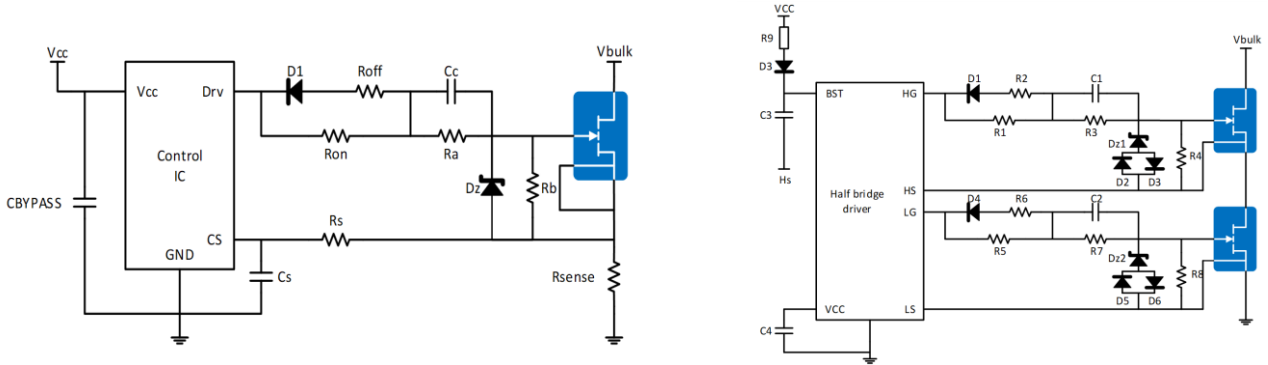 Vcc
Vbulk
D1
Roff
Cc
Vcc
Drv
Control
IC
Ron
Ra
Dz
Rb
CBYPASS
Rs
CS
GND
Cs
Rsense
VCC
R9
D3
Vbulk
BST
HG
D1
R2
C1
C3
R1
R3
Dz1
R4
D2
D3
Hs
HS
Half bridge
driver
LG
D4
R6
C2
R5
R7
Dz2
R8
D5
D6
VCC
LS
C4